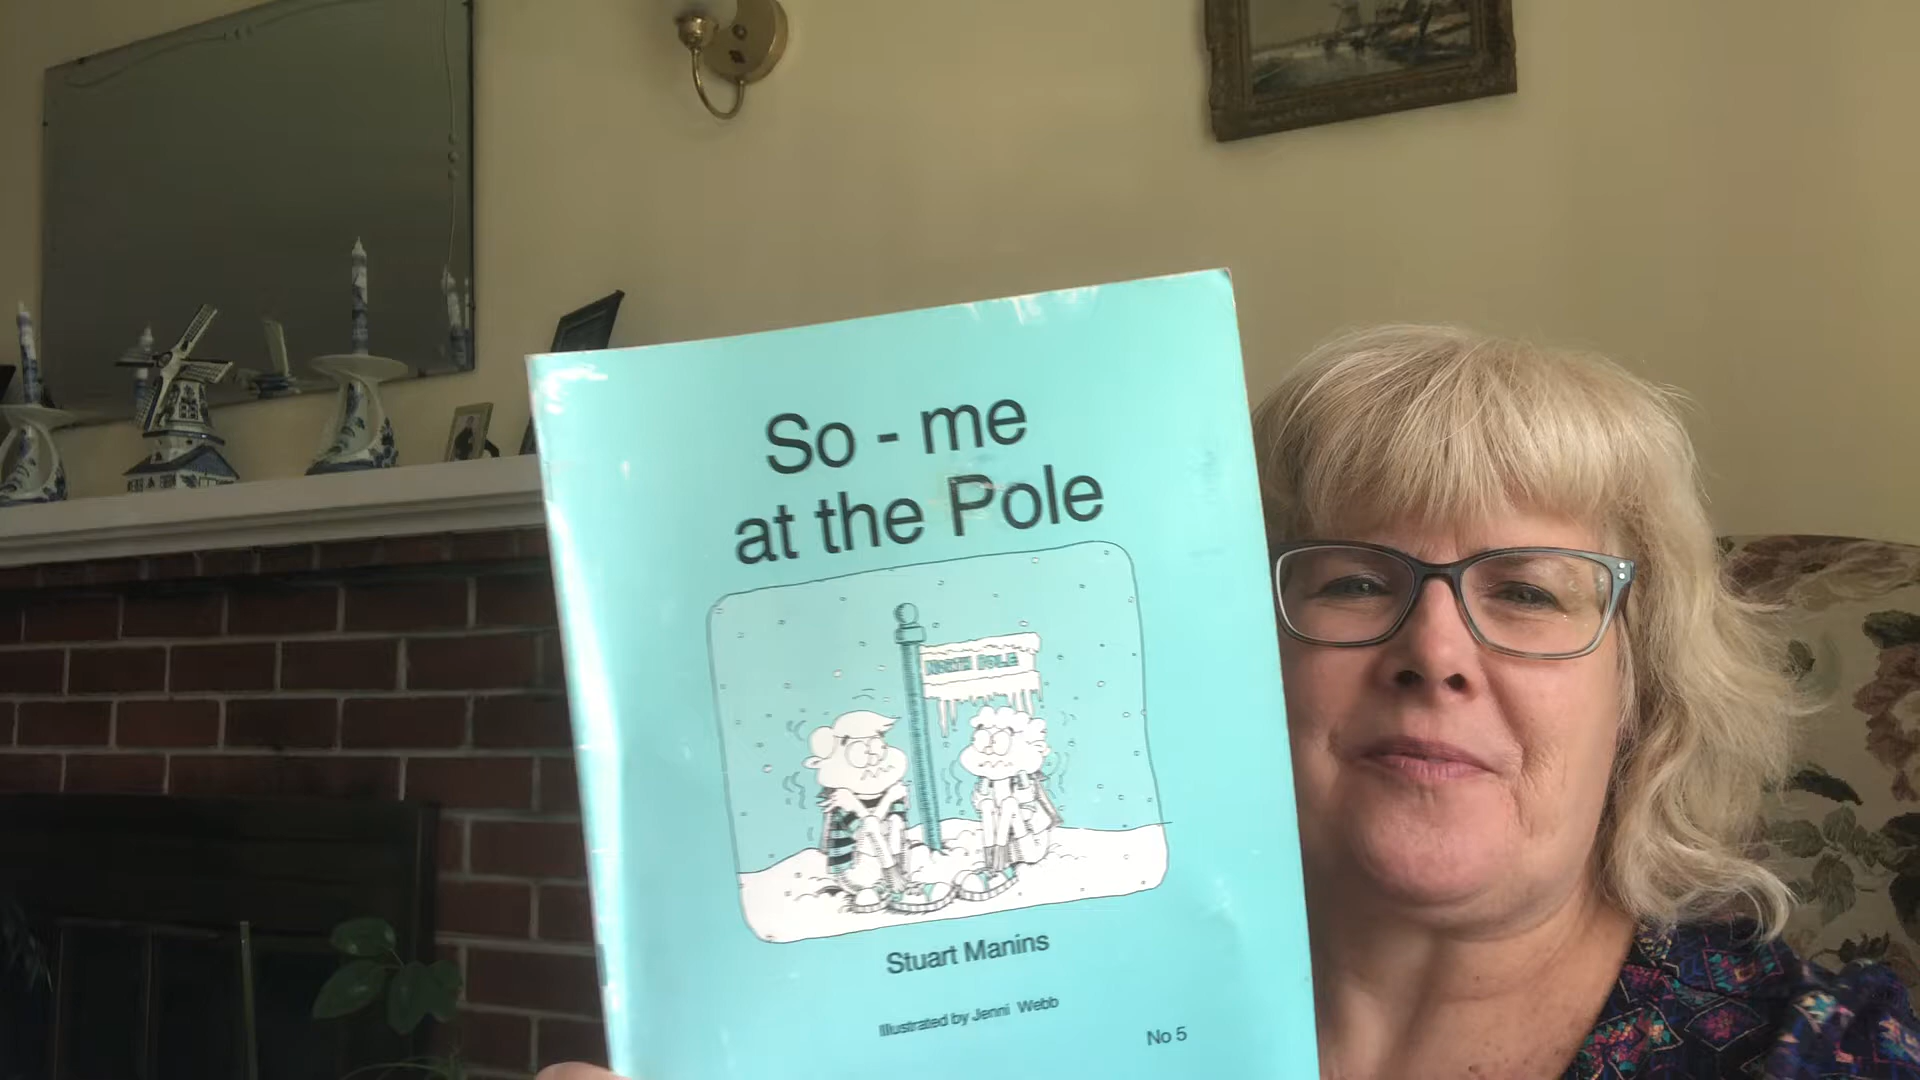 So - me
at the Pole
NORTH POLE
Stuart Manins
Illustrated by Jenni Webb
No 5